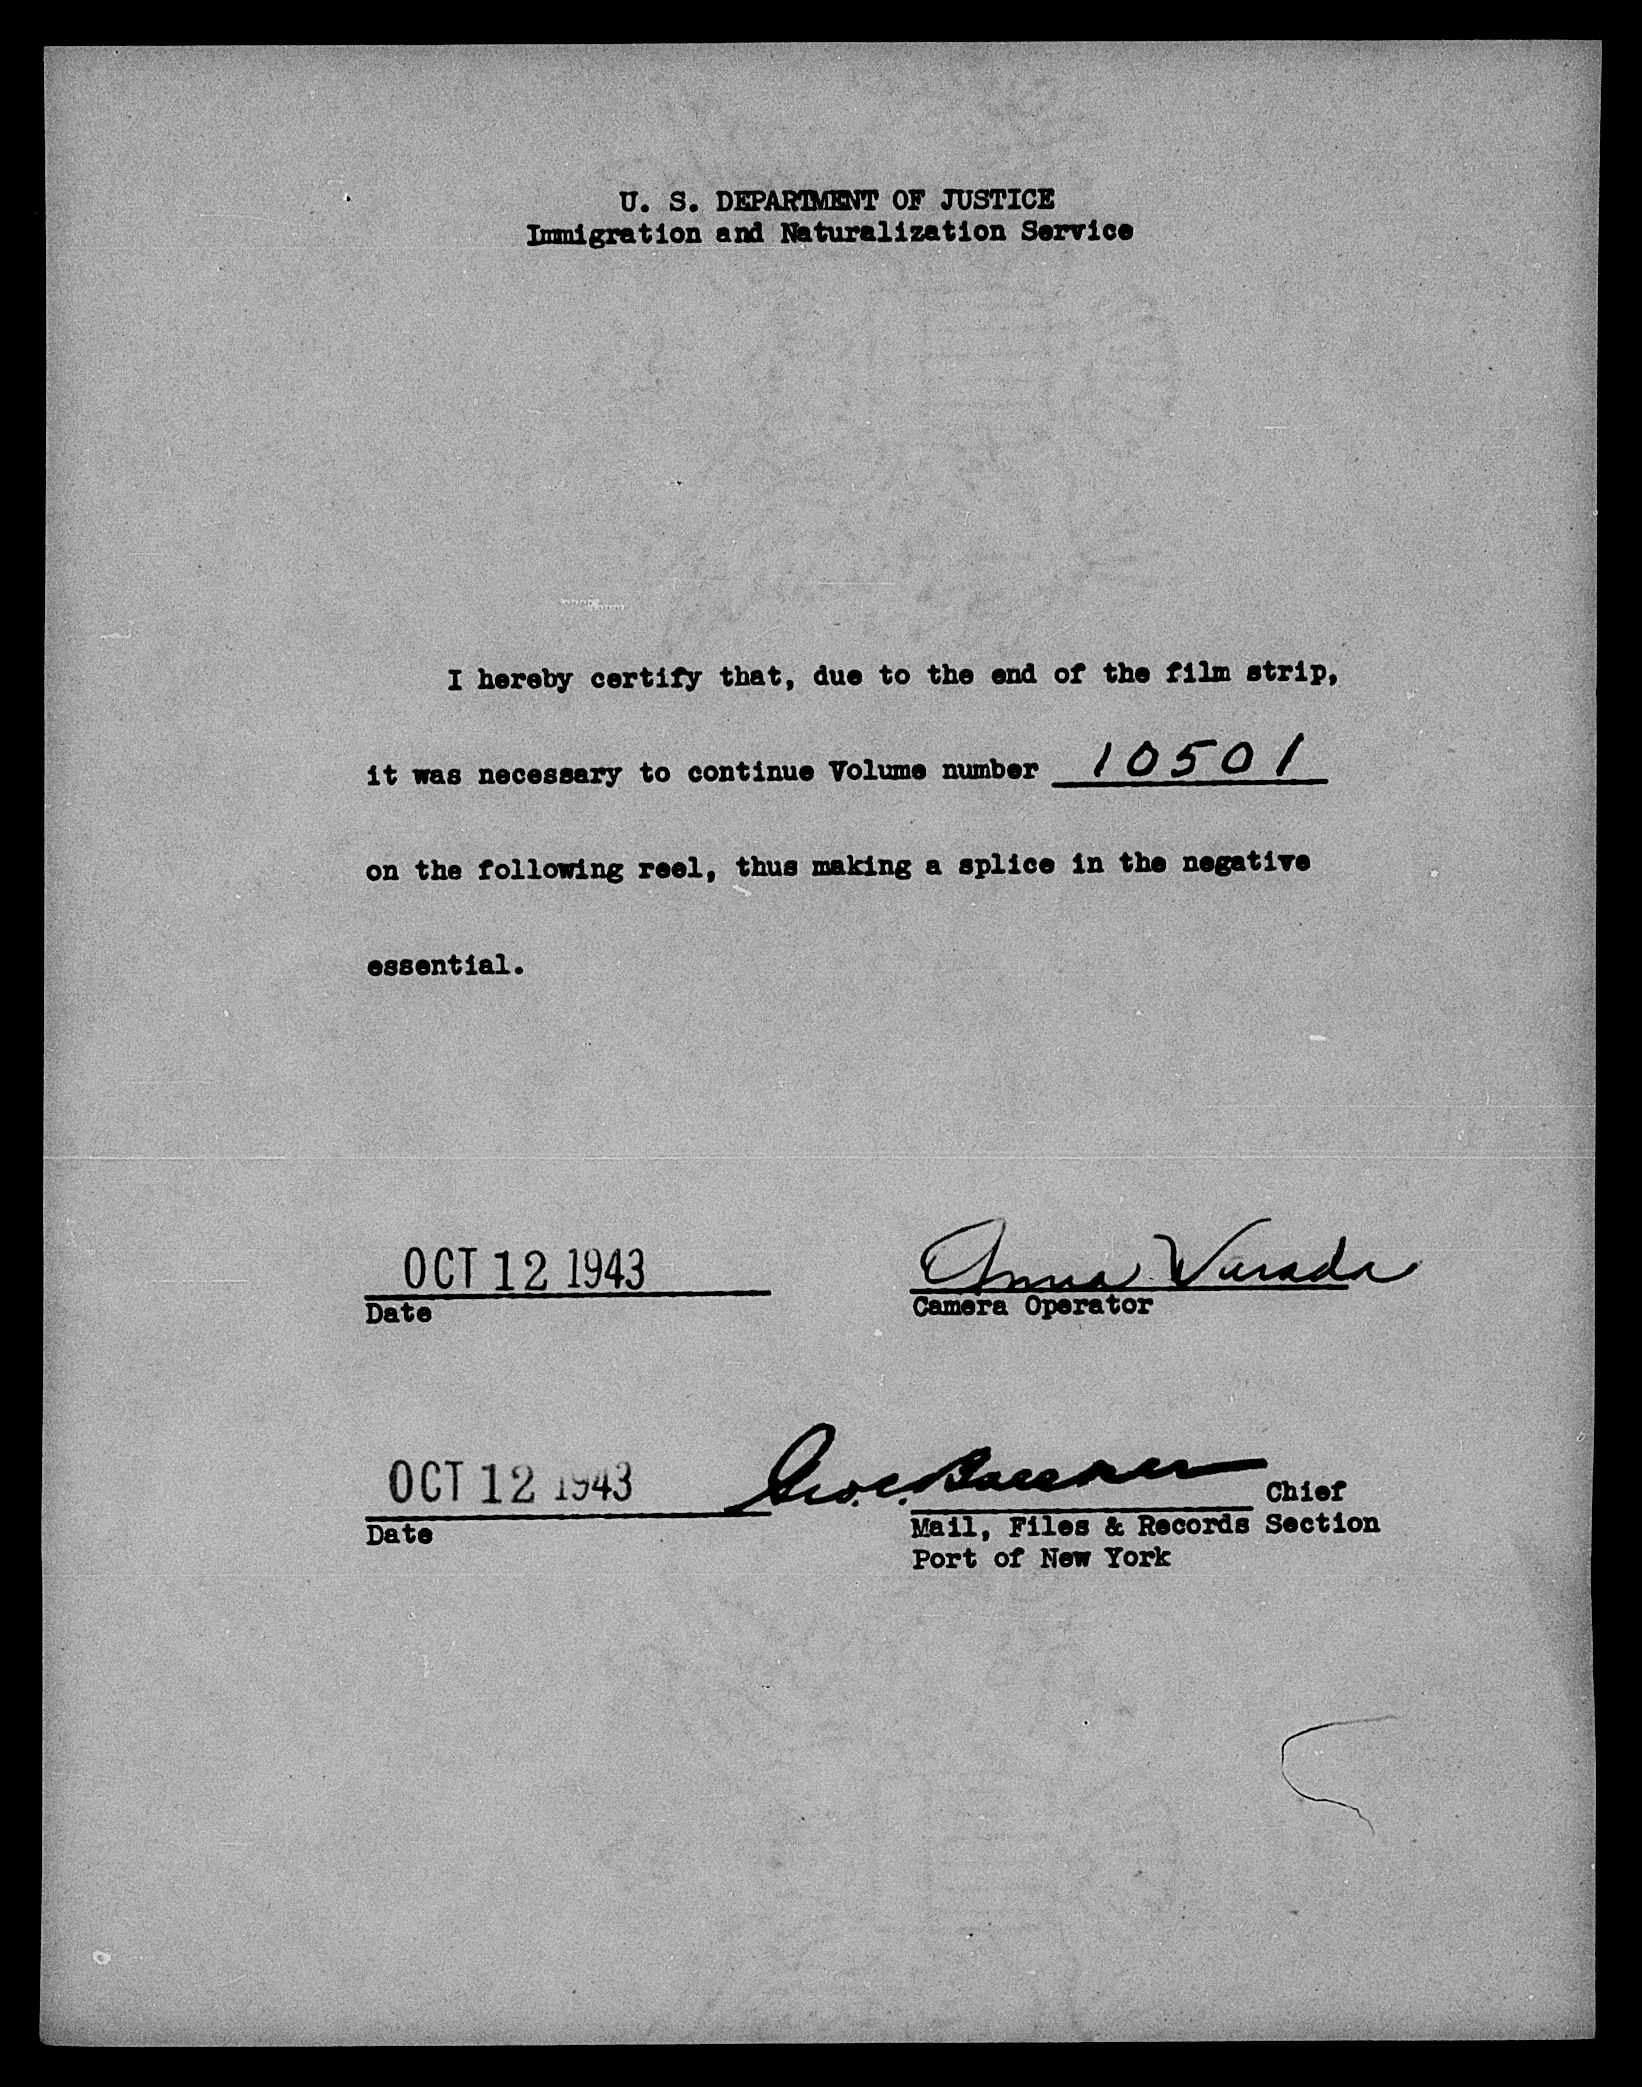 U. S. DEPARTMENT OF JUSTICE
Immigration and Naturalization Service
I hereby certify that, due to the end of the film strip,
it was necessary to continue Volume number 10501
on the following reel, thus making a splice in the negative
essential.
OCT 12 1943 Anna
Date Camera Operator
OCT 12 1943 Geo. C. Chief
Date Mail, Files & Records Section
Port of New York